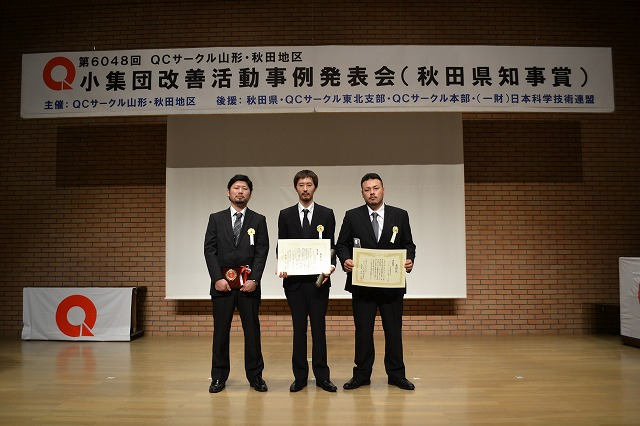 第6048回 QCサークル山形・秋田地区
小集団改善活動事例発表会(秋田県知事賞)
主催:QCサークル山形・秋田地区 後援:秋田県・QCサークル東北支部・QCサークル本部・(一財)日本科学技術連盟